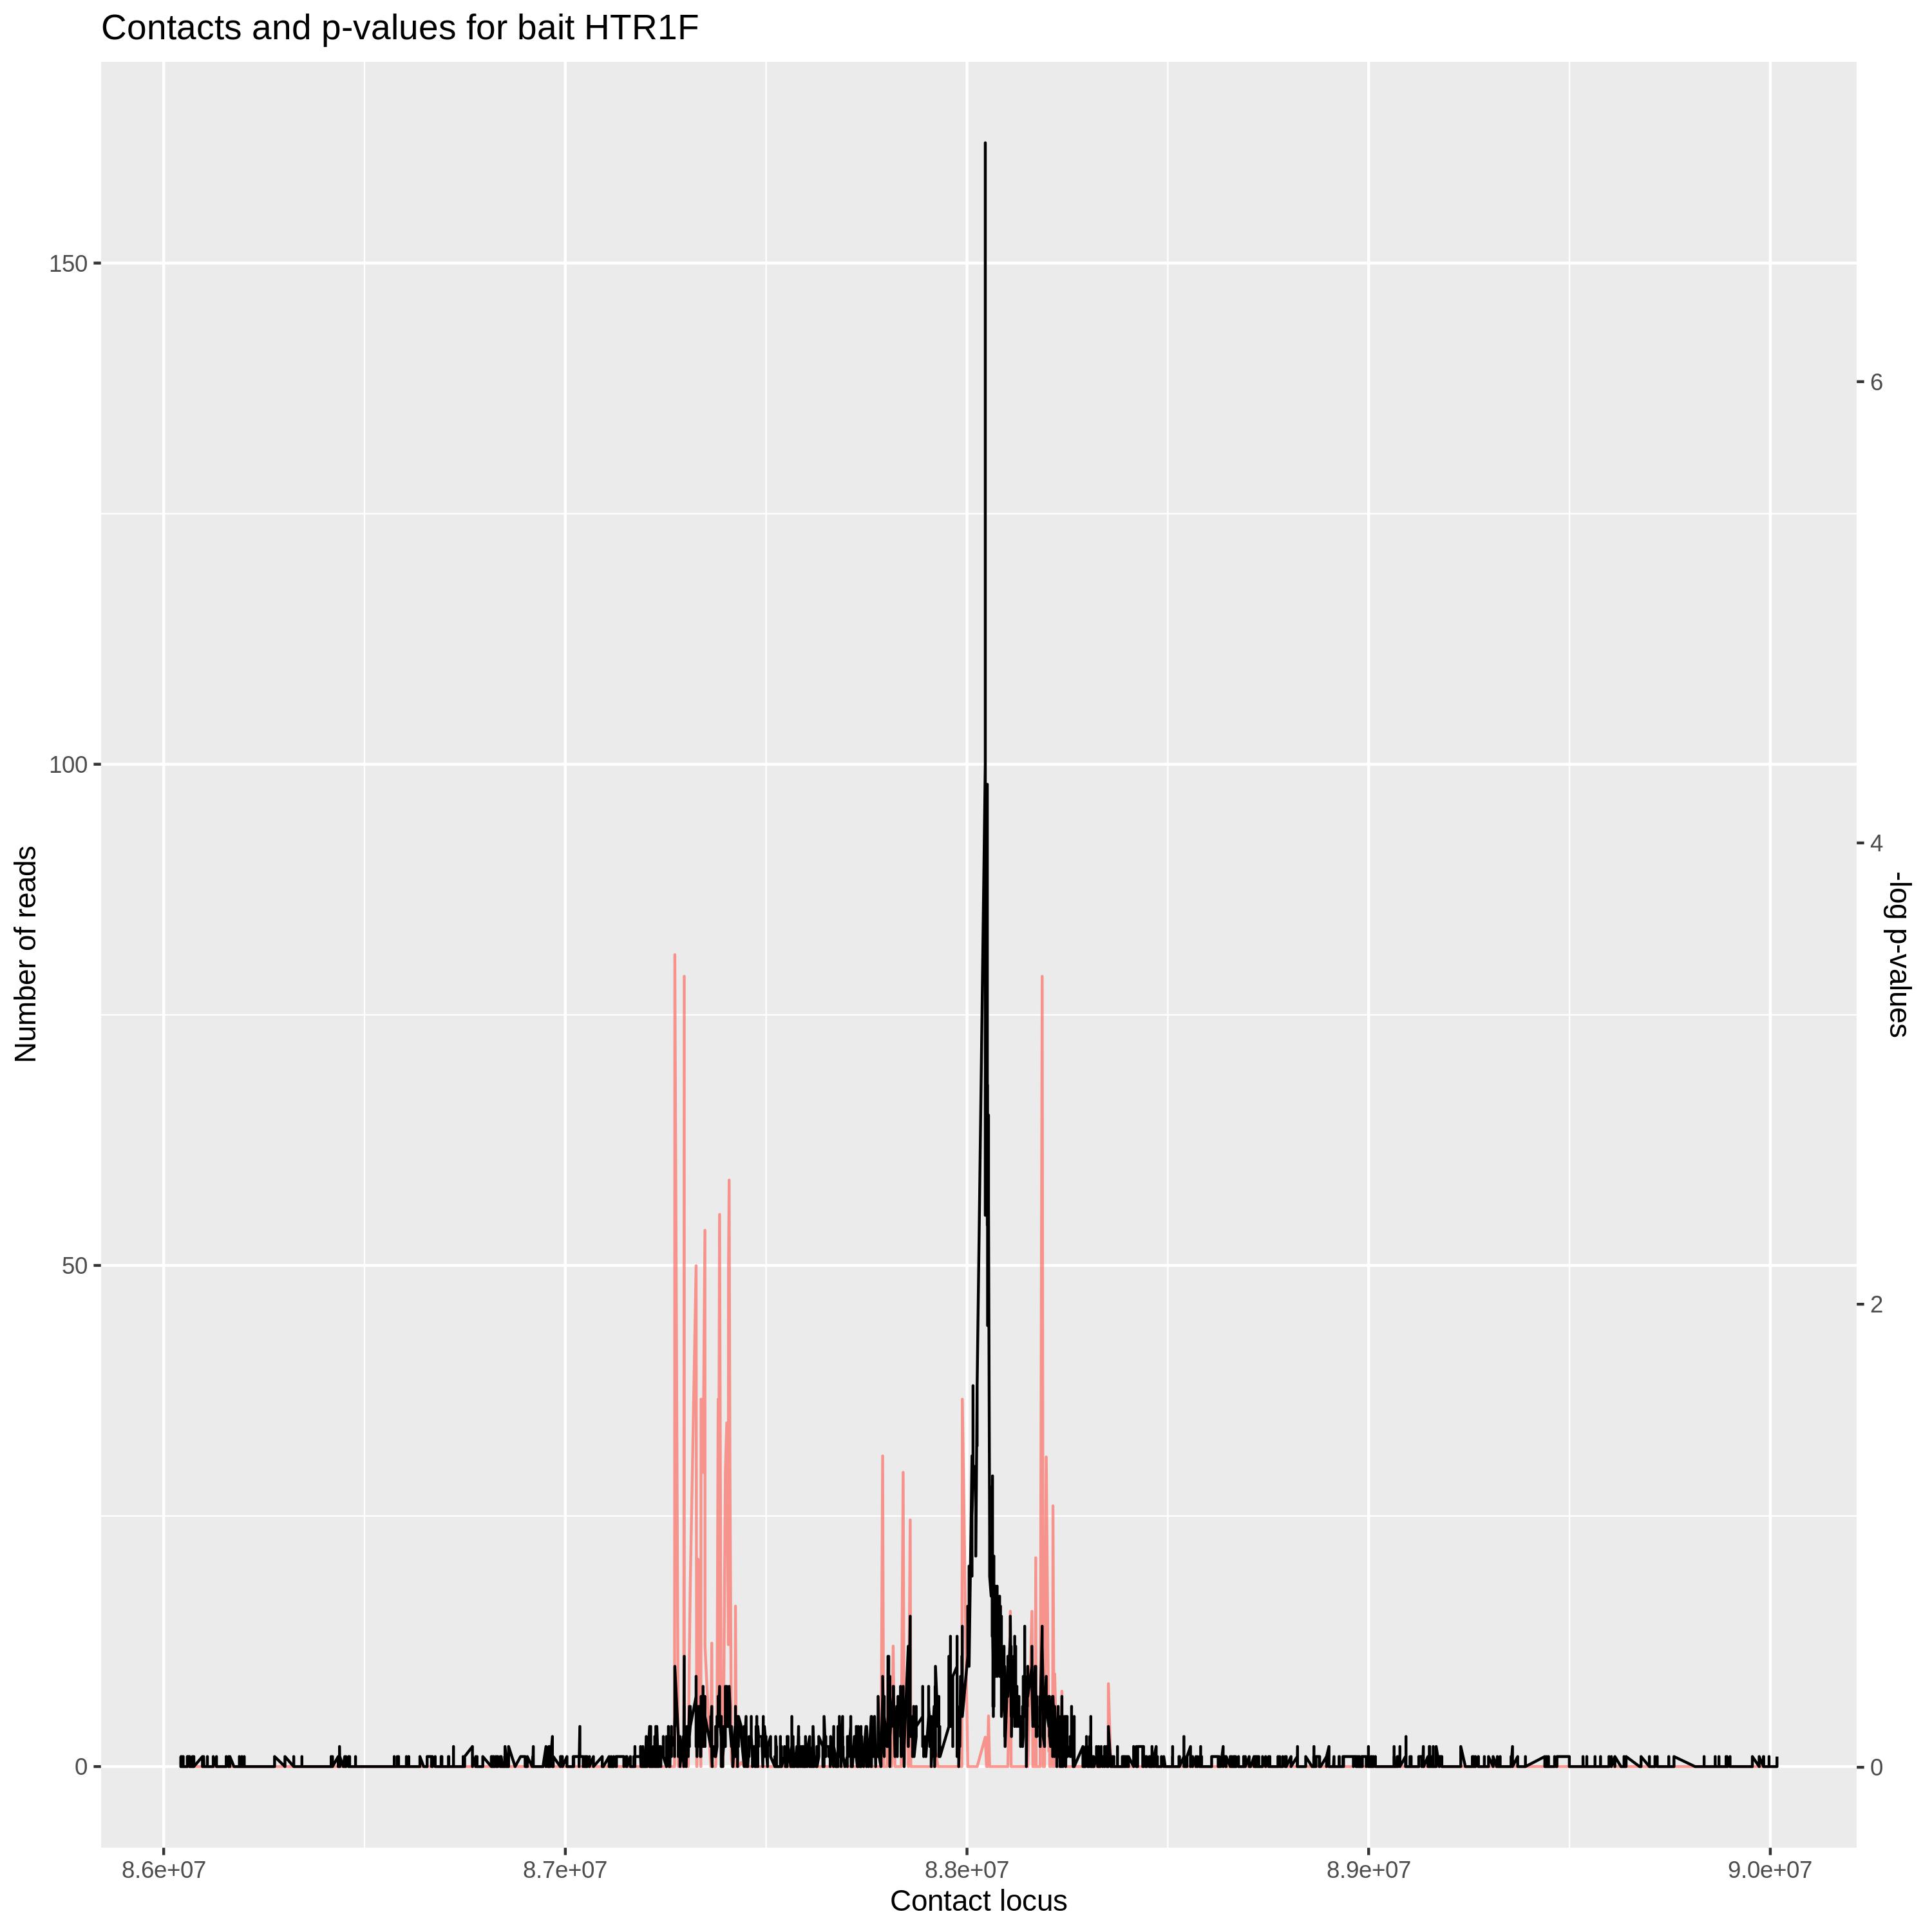 Contacts and p-values for bait HTR1F
150
100
50
0
6
4
2
0
Number of reads
-log p-values
8.6e+07 8.7e+07 8.8e+07 8.9e+07 9.0e+07
Contact locus